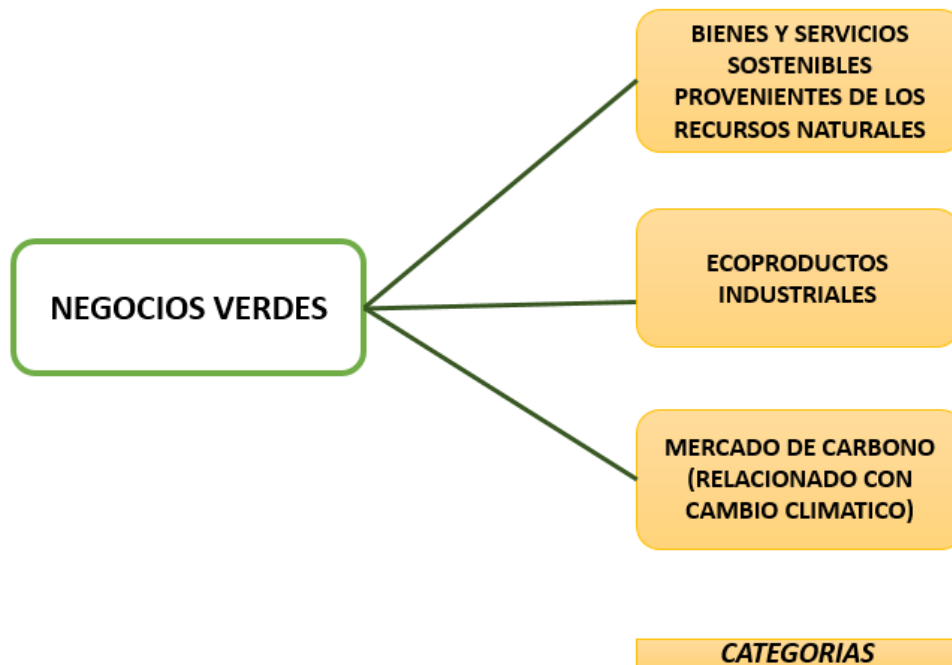 BIENES Y SERVICIOS
SOSTENIBLES
PROVENIENTES DE LOS
RECURSOS NATURALES
NEGOCIOS VERDES
ECOPRODUCTOS
INDUSTRIALES
MERCADO DE CARBONO
(RELACIONADO CON
CAMBIO CLIMATICO)
CATEGORIAS